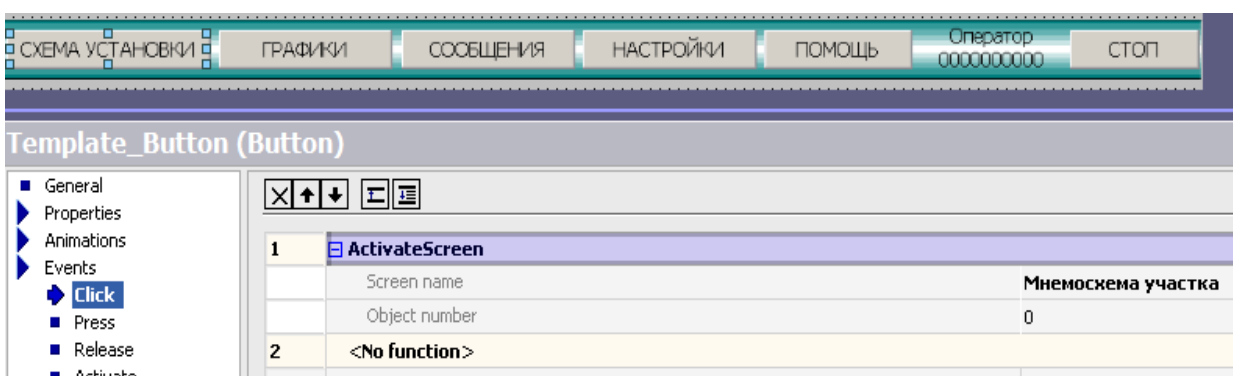 СХЕМА УСТАНОВКИ ГРАФИКИ СООБЩЕНИЯ НАСТРОЙКИ ПОМОЩЬ Оператор СТОП
0000000000
Template_Button (Button)
General
Properties
Animations
Events
Click
Press
Release
Activate
1 ActivateScreen
Screen name Мнемосхема участка
Object number 0
2 <No function>